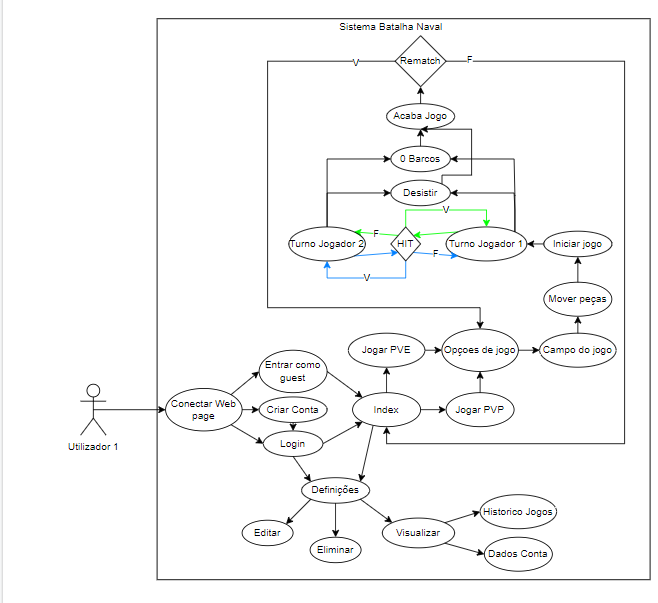 Sistema Batalha Naval
Rematch
V
F
Acaba Jogo
0 Barcos
Desistir
V
Turno Jogador 2
F
HIT
Turno Jogador 1
Iniciar jogo
F
V
Mover peças
Jogar PVE
Opçoes de jogo
Campo do jogo
Entrar como
guest
Conectar Web
page
Criar Conta
Index
Jogar PVP
Login
Utilizador 1
Definições
Historico Jogos
Editar
Visualizar
Eliminar
Dados Conta